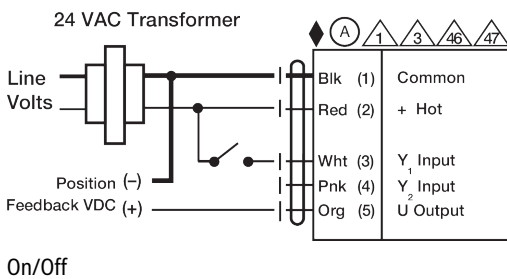 24 VAC Transformer
A 1 3 46 47
Line Volts
Blk (1) Common
Red (2) + Hot
Wht (3) Y1 Input
Pnk (4) Y2 Input
Org (5) U Output
Position (–)
Feedback VDC (+)
On/Off